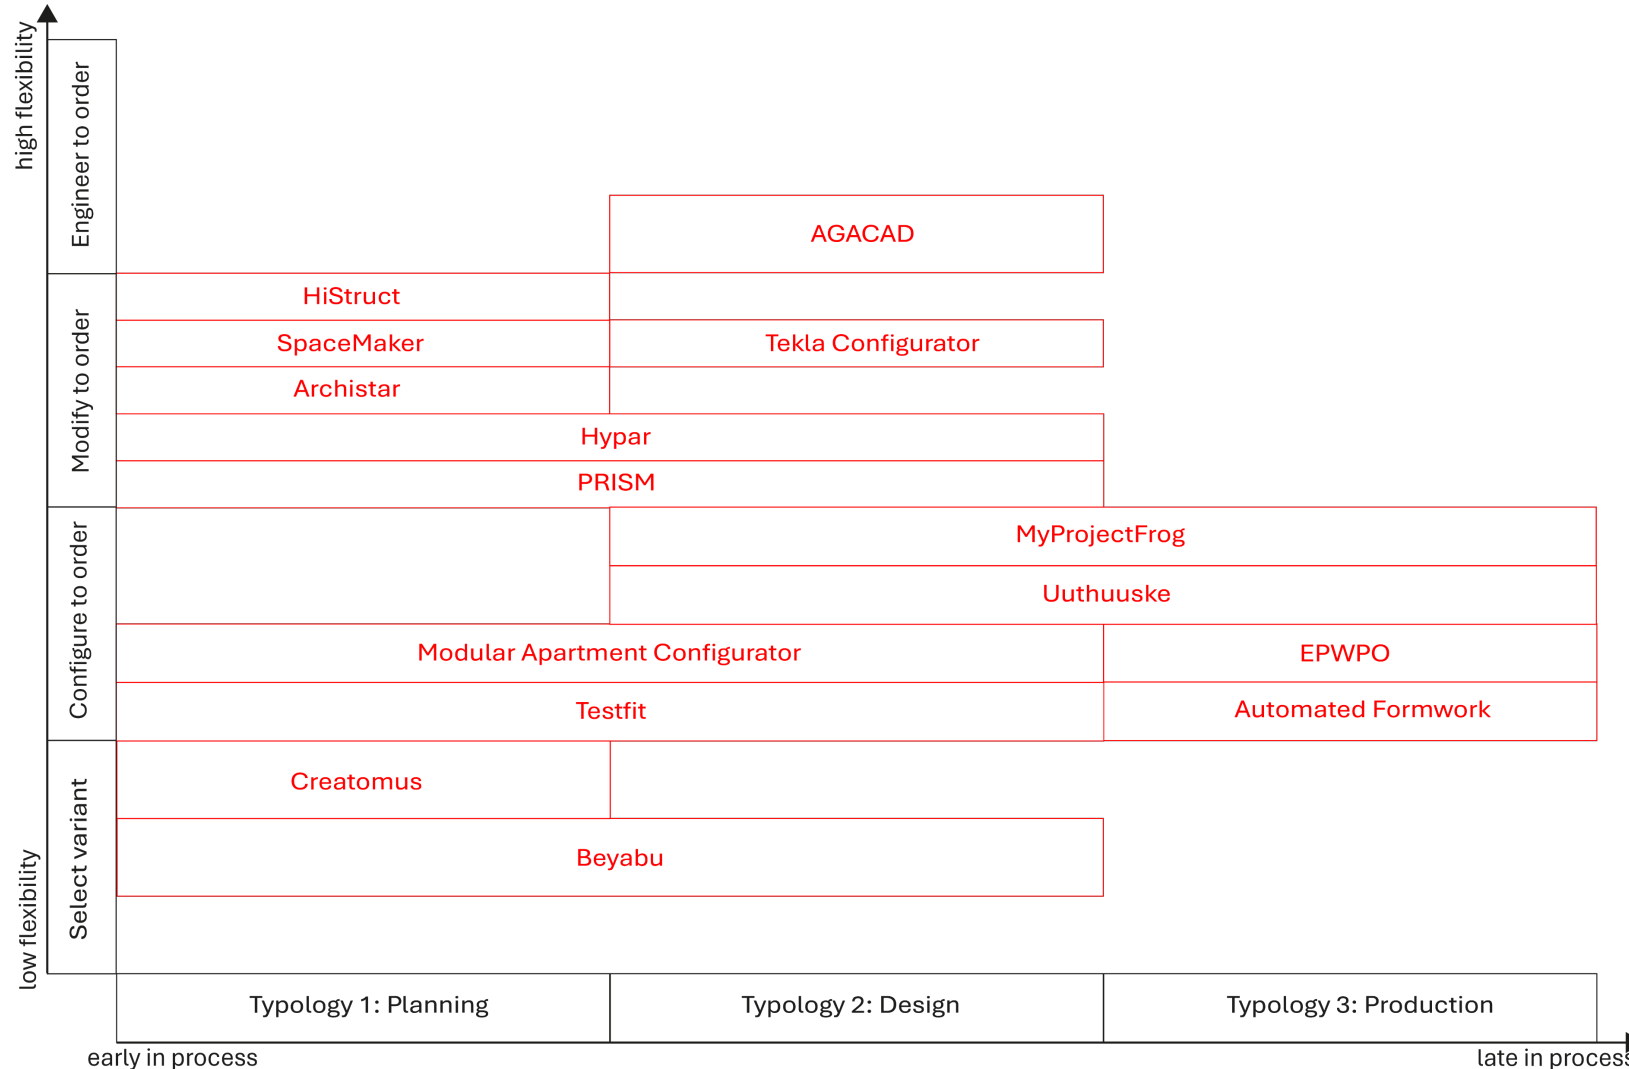 high flexibility
Engineer to order
AGACAD
Modify to order
HiStruct
SpaceMaker
Tekla Configurator
Archistar
Hypar
PRISM
Configure to order
MyProjectFrog
Uuthuuske
Modular Apartment Configurator
EPWPO
Testfit
Automated Formwork
low flexibility
Select variant
Creatomus
Beyabu
Typology 1: Planning
Typology 2: Design
Typology 3: Production
early in process
late in process